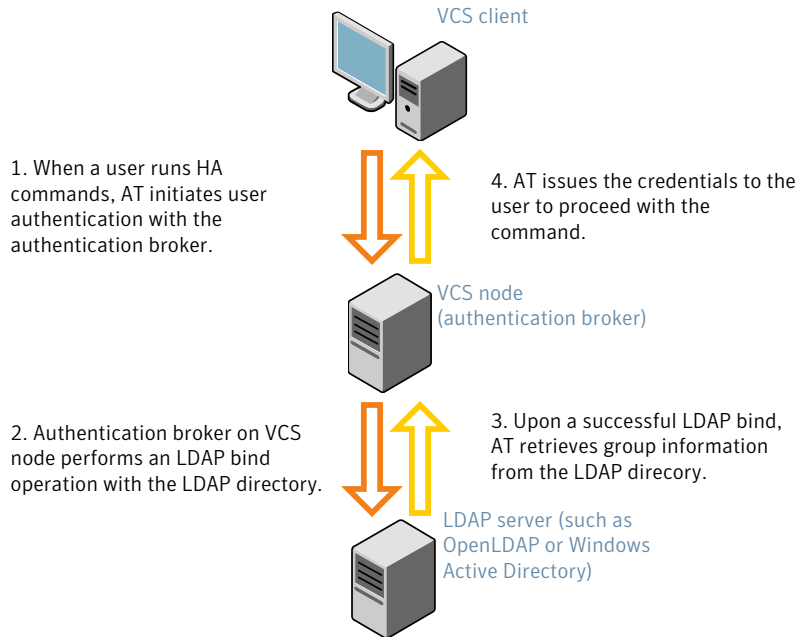 VCS client
1. When a user runs HA
commands, AT initiates user
authentication with the
authentication broker.
4. AT issues the credentials to the
user to proceed with the
command.
VCS node
(authentication broker)
2. Authentication broker on VCS
node performs an LDAP bind
operation with the LDAP directory.
3. Upon a successful LDAP bind,
AT retrieves group information
from the LDAP direcory.
LDAP server (such as
OpenLDAP or Windows
Active Directory)